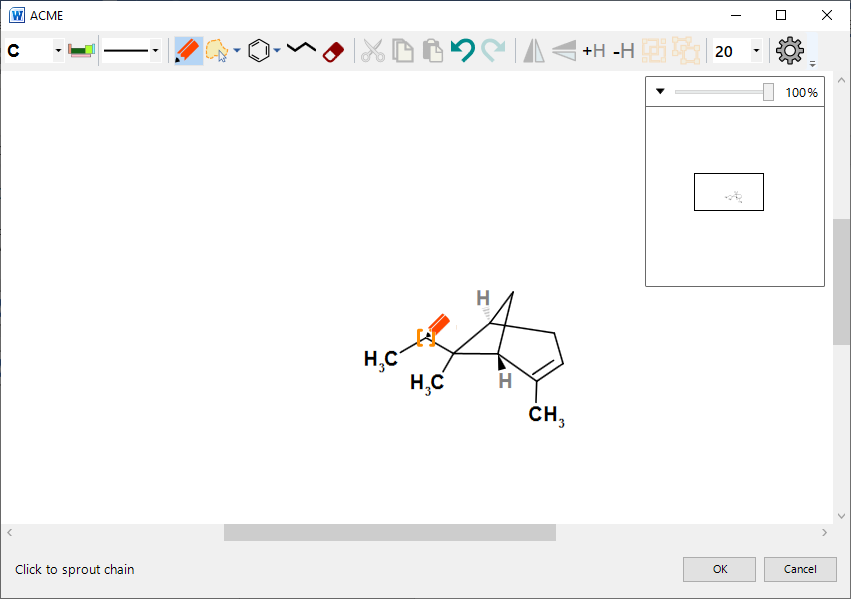 ACME
C
+H -H
20
100%
H
H₃C
H₃C
H
CH₃
Click to sprout chain
OK
Cancel